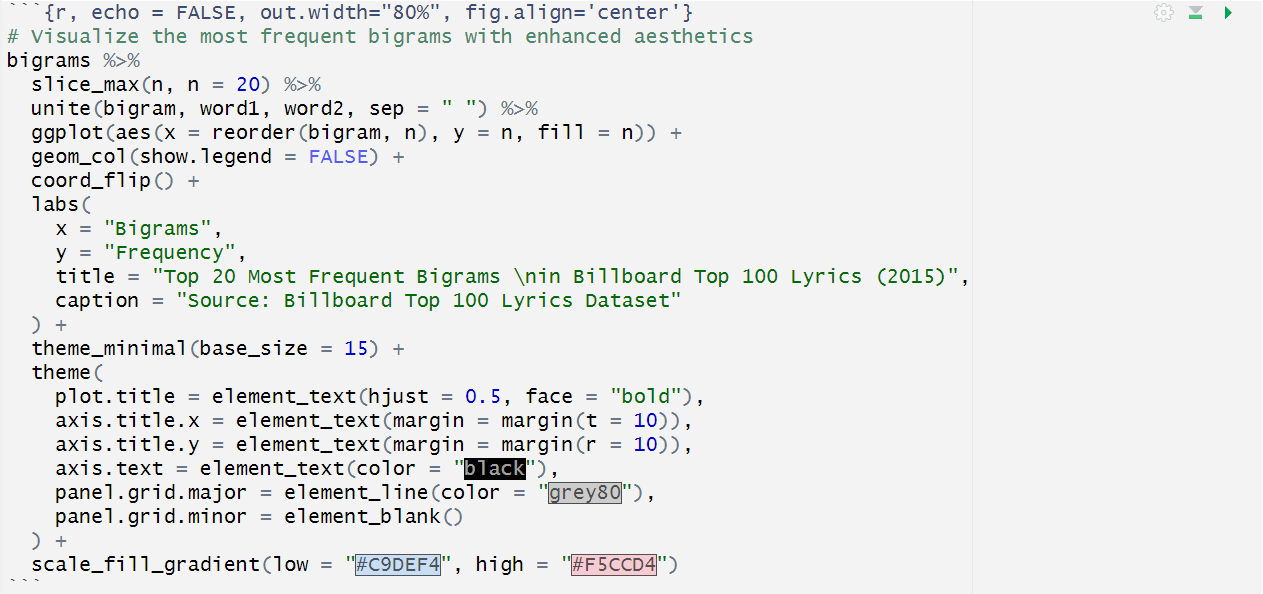 ```{r, echo = FALSE, out.width="80%", fig.align='center'}
# Visualize the most frequent bigrams with enhanced aesthetics
bigrams %>%
  slice_max(n, n = 20) %>%
  unite(bigram, word1, word2, sep = " ") %>%
  ggplot(aes(x = reorder(bigram, n), y = n, fill = n)) +
  geom_col(show.legend = FALSE) +
  coord_flip() +
  labs(
    x = "Bigrams",
    y = "Frequency",
    title = "Top 20 Most Frequent Bigrams \nin Billboard Top 100 Lyrics (2015)",
    caption = "Source: Billboard Top 100 Lyrics Dataset"
  ) +
  theme_minimal(base_size = 15) +
  theme(
    plot.title = element_text(hjust = 0.5, face = "bold"),
    axis.title.x = element_text(margin = margin(t = 10)),
    axis.title.y = element_text(margin = margin(r = 10)),
    axis.text = element_text(color = "black"),
    panel.grid.major = element_line(color = "grey80"),
    panel.grid.minor = element_blank()
  ) +
  scale_fill_gradient(low = "#C9DEF4", high = "#F5CCD4")
```